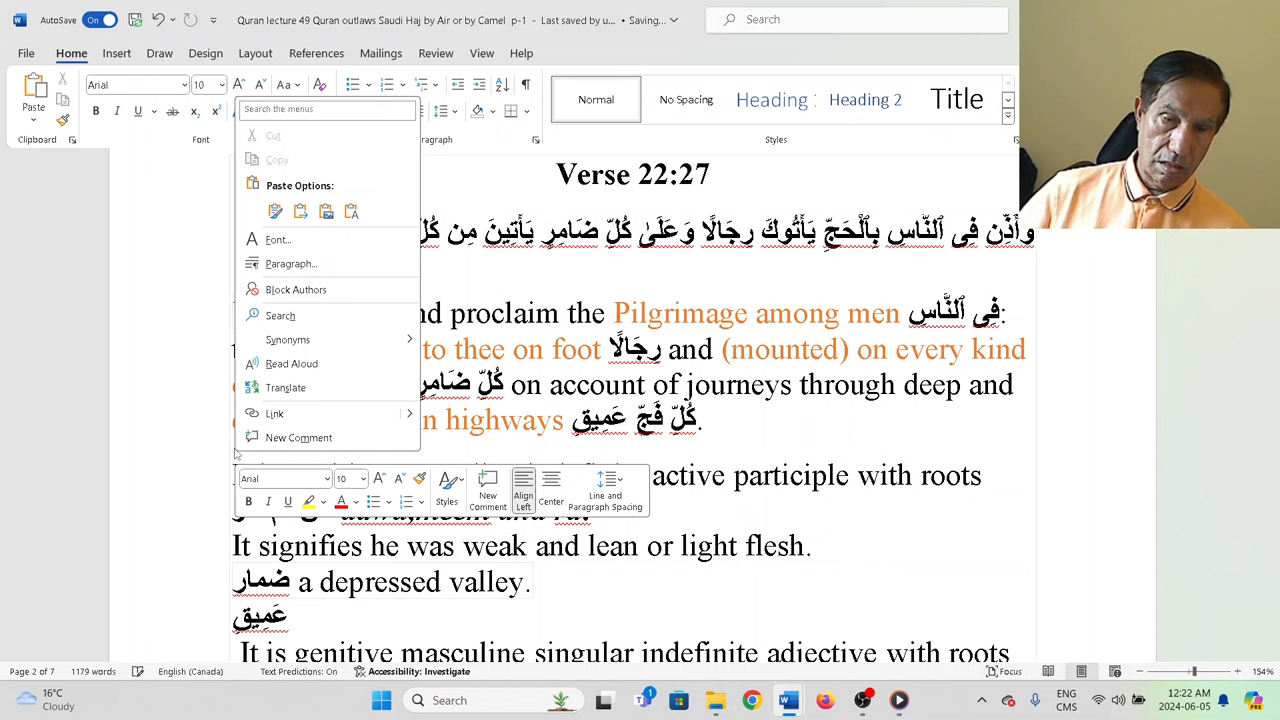 AutoSave On Quran lecture 49 Quran outlaws Saudi Haj by Air or by Camel p-1 - Last saved by u... • Saving... Search
File Home Insert Draw Design Layout References Mailings Review View Help
Paste Arial 10 Aa Normal No Spacing Heading 1 Heading 2 Title
Clipboard Font Paragraph Styles
Search the menus
Cut
Copy
Paste Options:
Font...
Paragraph...
Block Authors
Search
Synonyms
Read Aloud
Translate
Link
New Comment
Arial 10 Styles New Comment Align Left Center Line and Paragraph Spacing
Verse 22:27
وأَذِّن فِى ٱلنَّاسِ بِٱلْحَجِّ يَأْتُوكَ رِجَالًا وَعَلَىٰ كُلِّ ضَامِرٍ يَأْتِينَ مِن كُلِّ
nd proclaim the Pilgrimage among men فِى ٱلنَّاسِ:
to thee on foot رِجَالًا and (mounted) on every kind
كُلِّ ضَامِرٍ on account of journeys through deep and
n highways كُلِّ فَجٍّ عَمِيقٍ.
active participle with roots
It signifies he was weak and lean or light flesh.
ضمار a depressed valley.
عَمِيقٍ
It is genitive masculine singular indefinite adjective with roots
Page 2 of 7 1179 words English (Canada) Text Predictions: On Accessibility: Investigate Focus 154%
16°C
Cloudy
Search
1
ENG
CMS
12:22 AM
2024-06-05